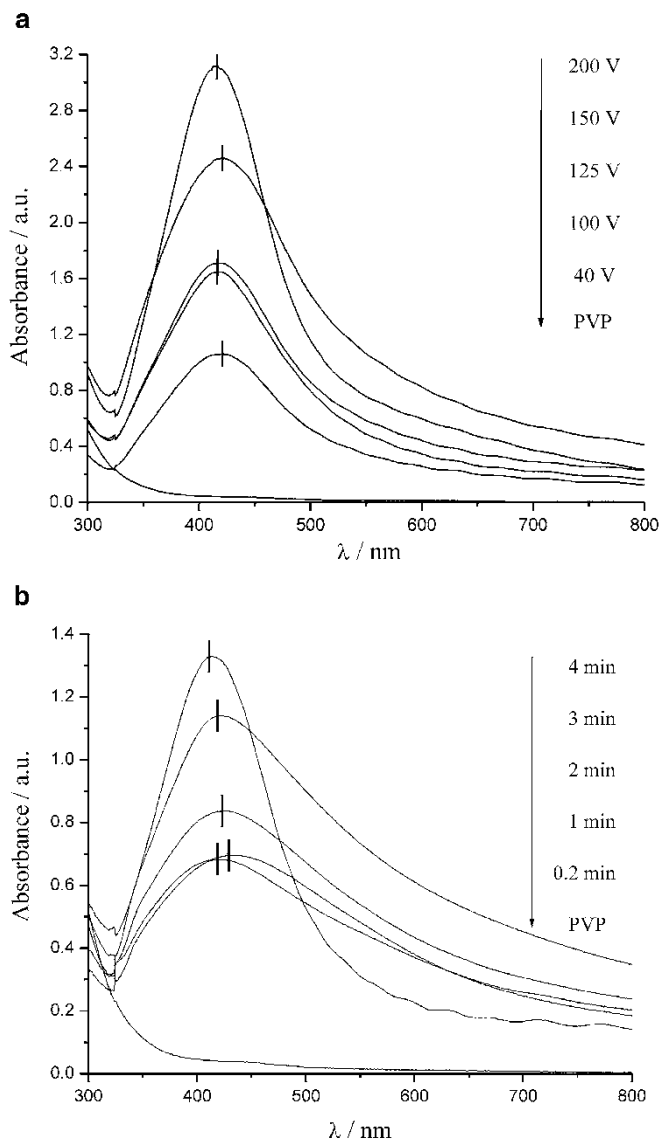 a
3.2
2.8
2.4
2.0
1.6
1.2
0.8
0.4
0.0
Absorbance / a.u.
300 400 500 600 700 800
λ / nm
200 V
150 V
125 V
100 V
40 V
PVP
b
1.4
1.2
1.0
0.8
0.6
0.4
0.2
0.0
Absorbance / a.u.
300 400 500 600 700 800
λ / nm
4 min
3 min
2 min
1 min
0.2 min
PVP